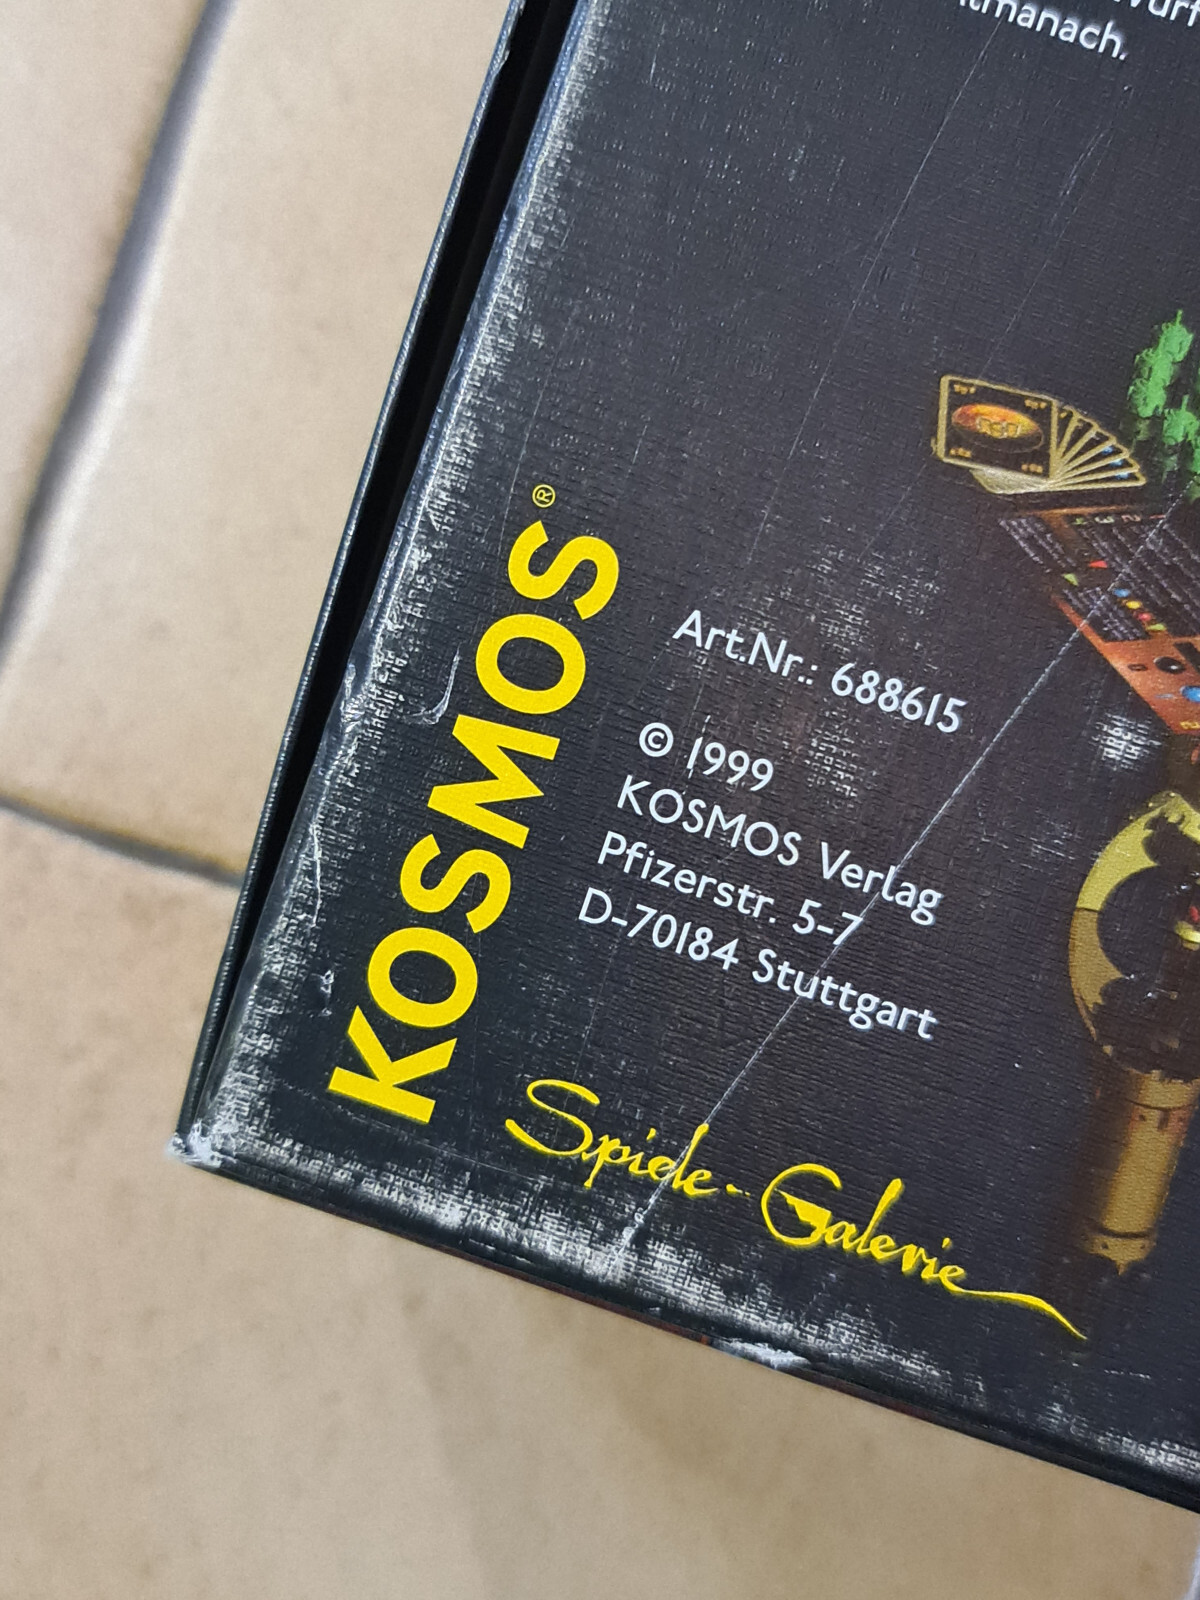 Almanach.
KOSMOS®
Art.Nr.: 688615
© 1999
KOSMOS Verlag
Pfizerstr. 5-7
D-70184 Stuttgart
Spiele-Galerie